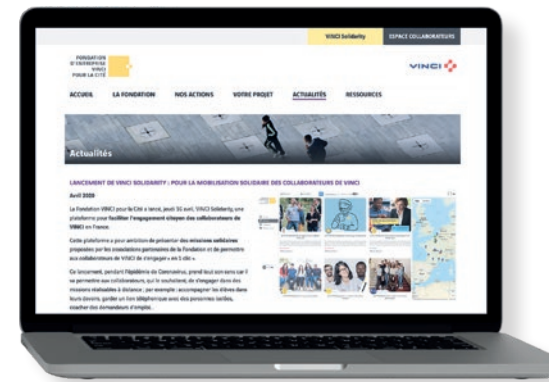 VINCI Solidarity
ESPACE COLLABORATEURS
FONDATION
D'ENTREPRISE
VINCI
POUR LA CITÉ
VINCI
ACCUEIL
LA FONDATION
NOS ACTIONS
VOTRE PROJET
ACTUALITÉS
RESSOURCES
Actualités
LANCEMENT DE VINCI SOLIDARITY : POUR LA MOBILISATION SOLIDAIRE DES COLLABORATEURS DE VINCI
Avril 2020
La Fondation VINCI pour la Cité a lancé, jeudi 16 avril, VINCI Solidarity, une
plateforme pour faciliter l'engagement citoyen des collaborateurs de
VINCI en France.
Cette plateforme a pour ambition de présenter des missions solidaires
proposées par les associations partenaires de la Fondation et de permettre
aux collaborateurs de VINCI de s'engager « en 1 clic ».
Ce lancement, pendant l'épidémie de Coronavirus, prend tout son sens car il
va permettre aux collaborateurs, qui le souhaitent, de s'engager dans des
missions réalisables à distance ; par exemple : accompagner les élèves dans
leurs devoirs, garder un lien téléphonique avec des personnes isolées,
coacher des demandeurs d'emploi.